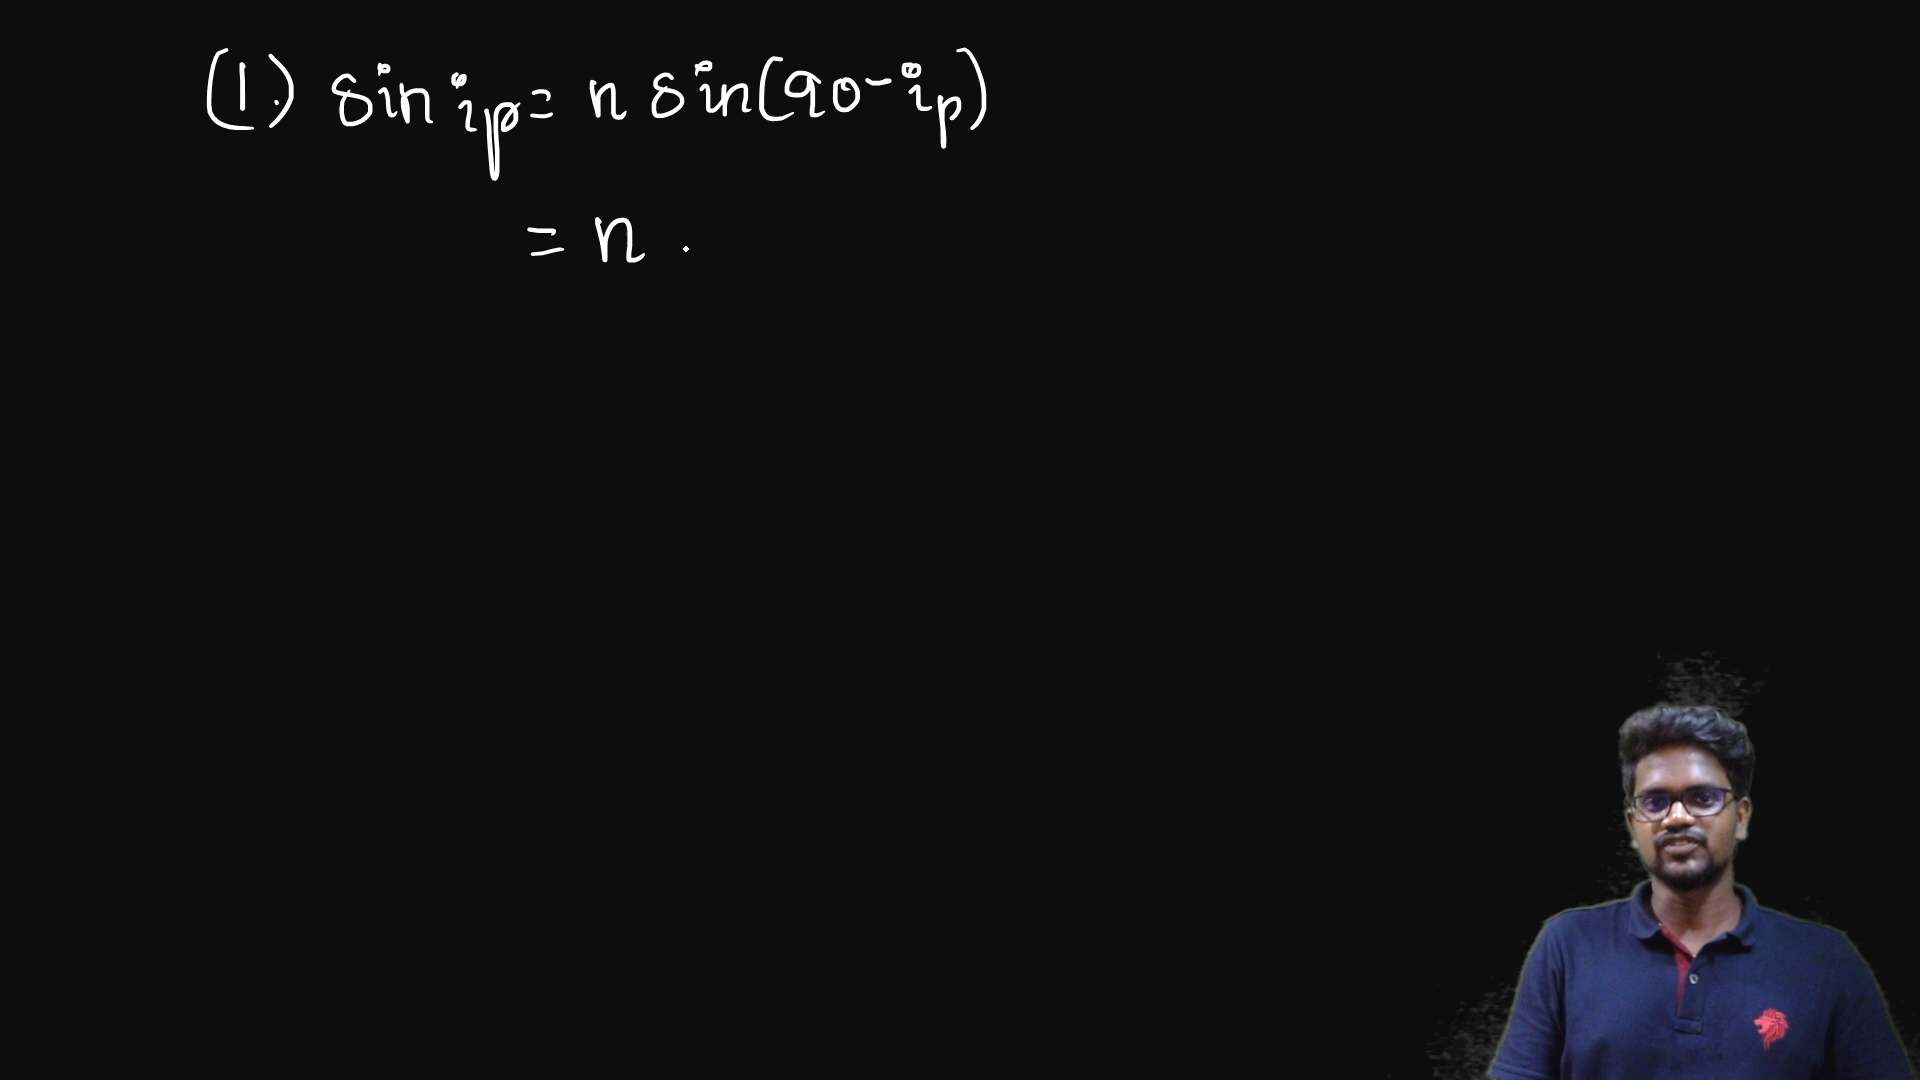 (1.) sin ip = n sin(90-ip)
= n .